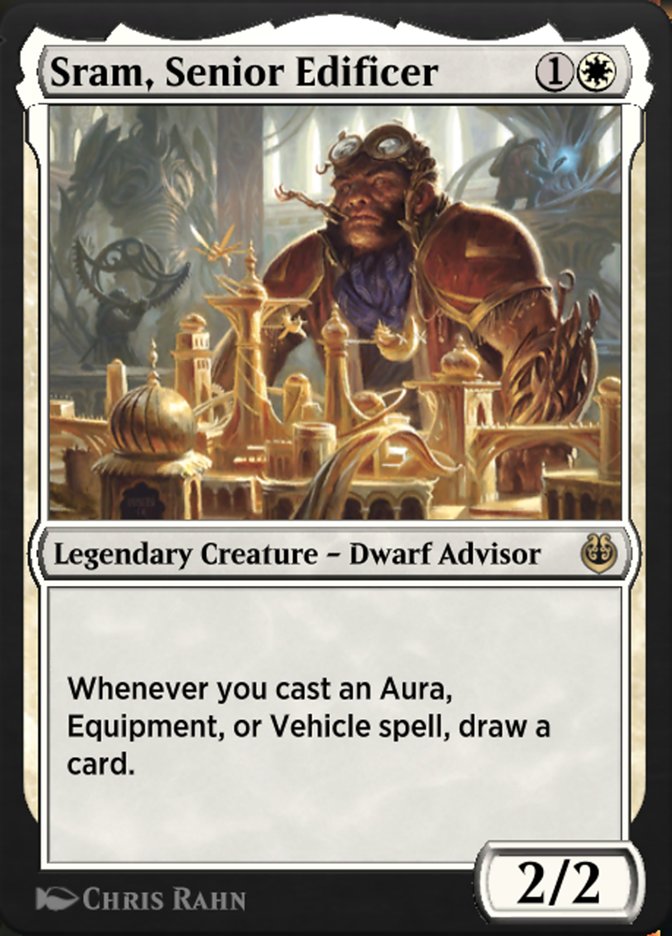 Sram, Senior Edificer 1
Legendary Creature – Dwarf Advisor
Whenever you cast an Aura,
Equipment, or Vehicle spell, draw a
card.
2/2
Chris Rahn